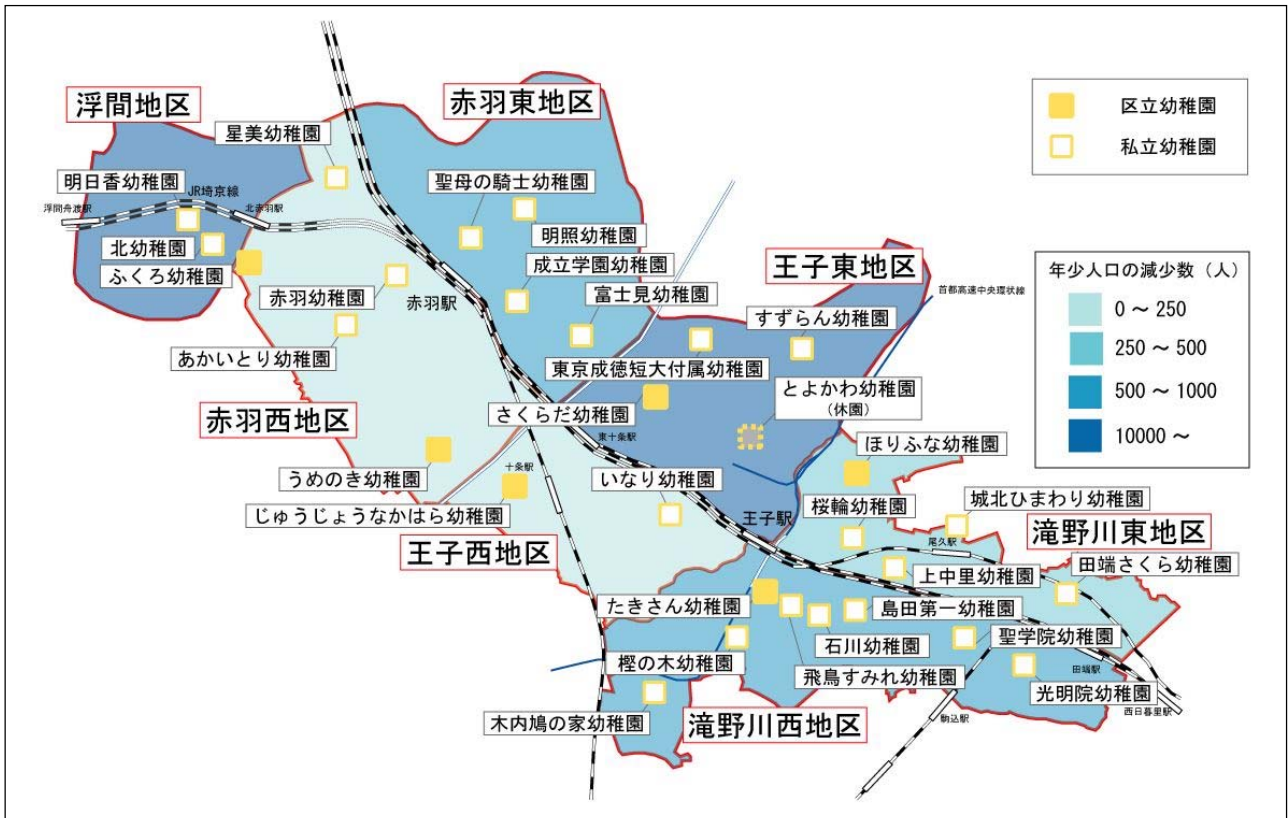 浮間地区
赤羽東地区
星美幼稚園
明日香幼稚園
JR埼京線
聖母の騎士幼稚園
浮間舟渡駅
北赤羽駅
明照幼稚園
北幼稚園
ふくろ幼稚園
成立学園幼稚園
王子東地区
赤羽幼稚園
赤羽駅
富士見幼稚園
首都高速中央環状線
すずらん幼稚園
あかいとり幼稚園
東京成徳短大付属幼稚園
とよかわ幼稚園
(休園)
さくらだ幼稚園
赤羽西地区
東十条駅
ほりふな幼稚園
うめのき幼稚園
十条駅
いなり幼稚園
城北ひまわり幼稚園
じゅうじょうなかはら幼稚園
桜輪幼稚園
王子駅
滝野川東地区
尾久駅
王子西地区
上中里幼稚園
田端さくら幼稚園
たきさん幼稚園
島田第一幼稚園
石川幼稚園
聖学院幼稚園
樫の木幼稚園
飛鳥すみれ幼稚園
田端駅
光明院幼稚園
木内鳩の家幼稚園
滝野川西地区
駒込駅
西日暮里駅
区立幼稚園
私立幼稚園
年少人口の減少数(人)
0~250
250~500
500~1000
10000~